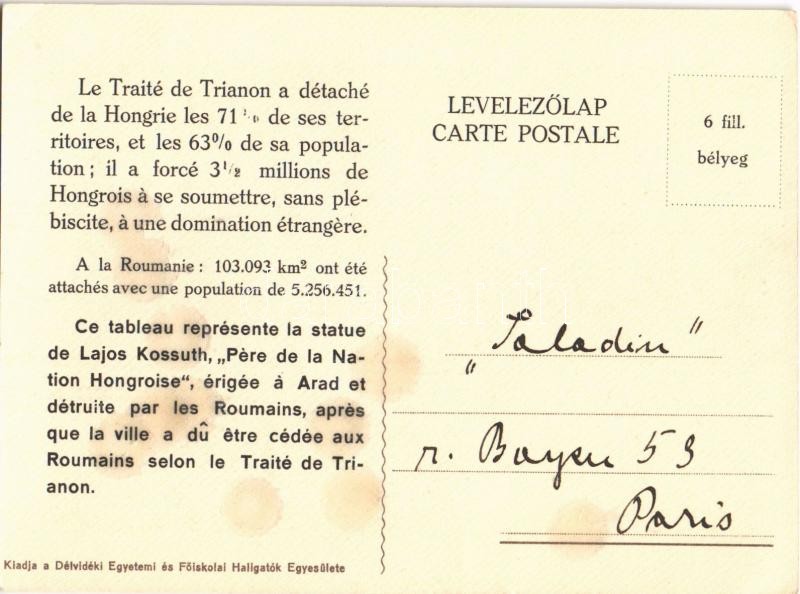 Le Traité de Trianon a détaché
de la Hongrie les 71% de ses ter-
ritoires, et les 63% de sa popula-
tion; il a forcé 3½ millions de
Hongrois à se soumettre, sans plé-
biscite, à une domination étrangère.
A la Roumanie: 103.093 km² ont été
attachés avec une population de 5.256.451.
Ce tableau représente la statue
de Lajos Kossuth, „Père de la Na-
tion Hongroise“, érigée à Arad et
détruite par les Roumains, après
que la ville a dû être cédée aux
Roumains selon le Traité de Tri-
anon.
Kiadja a Délvidéki Egyetemi és Főiskolai Hallgatók Egyesülete
LEVELEZŐLAP
CARTE POSTALE
6 fill.
bélyeg
„Paladin"
r. Bayen 53
Paris